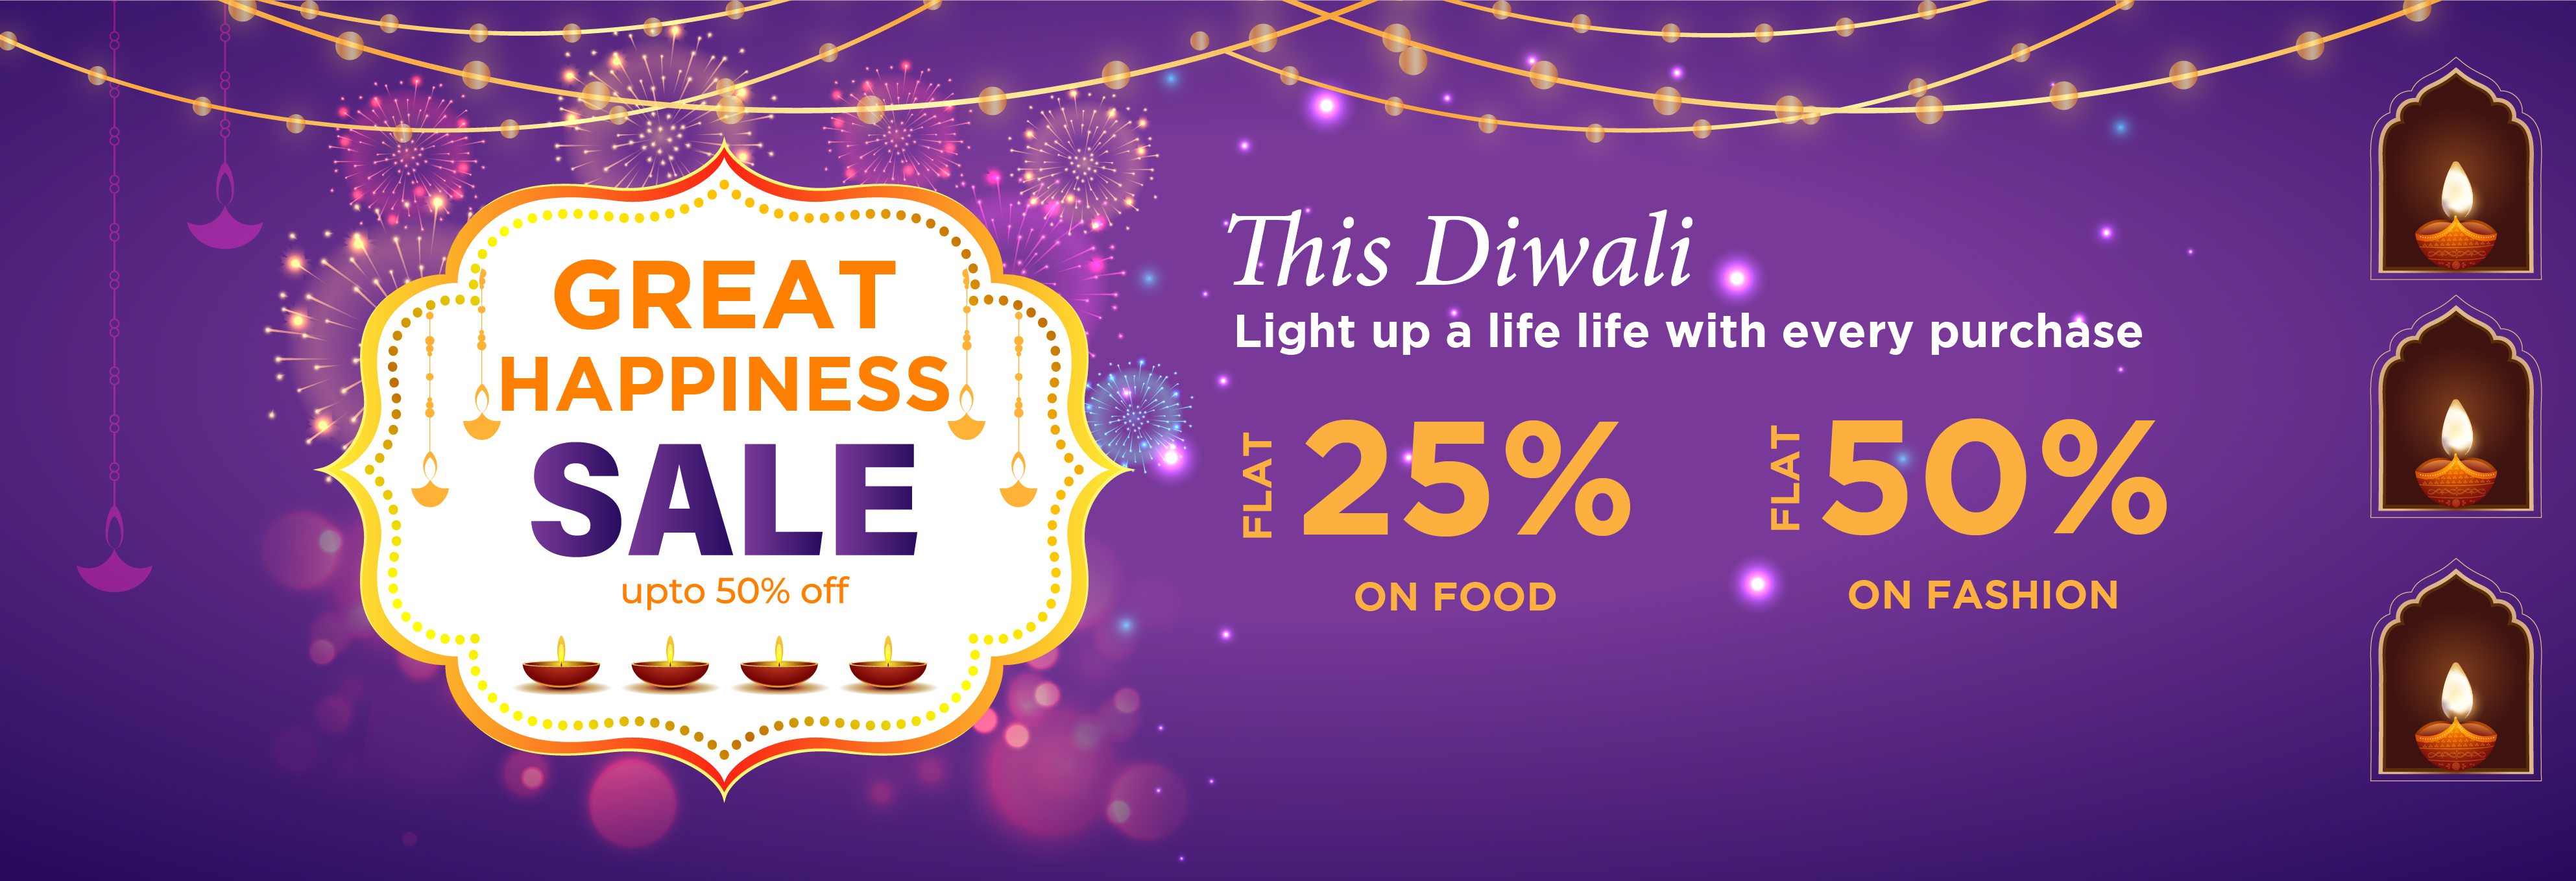 GREAT
HAPPINESS
SALE
upto 50% off
This Diwali
Light up a life life with every purchase
FLAT 25%
ON FOOD
FLAT 50%
ON FASHION